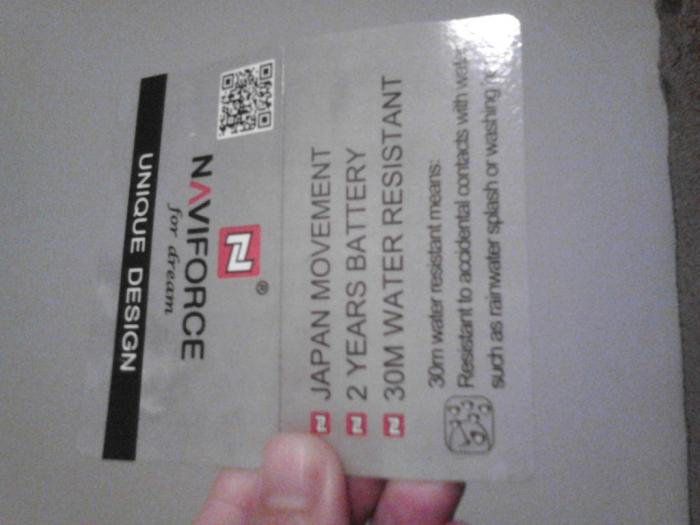 UNIQUE DESIGN
NAVIFORCE
for dream
®
JAPAN MOVEMENT
2 YEARS BATTERY
30M WATER RESISTANT
30m water resistant means:
Resistant to accidental contacts with water
such as rainwater splash or washing